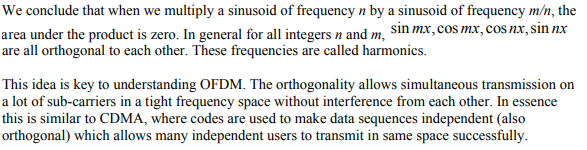 We conclude that when we multiply a sinusoid of frequency n by a sinusoid of frequency m/n, the
area under the product is zero. In general for all integers n and m, sin mx, cos mx, cos nx, sin nx
are all orthogonal to each other. These frequencies are called harmonics.
This idea is key to understanding OFDM. The orthogonality allows simultaneous transmission on
a lot of sub-carriers in a tight frequency space without interference from each other. In essence
this is similar to CDMA, where codes are used to make data sequences independent (also
orthogonal) which allows many independent users to transmit in same space successfully.